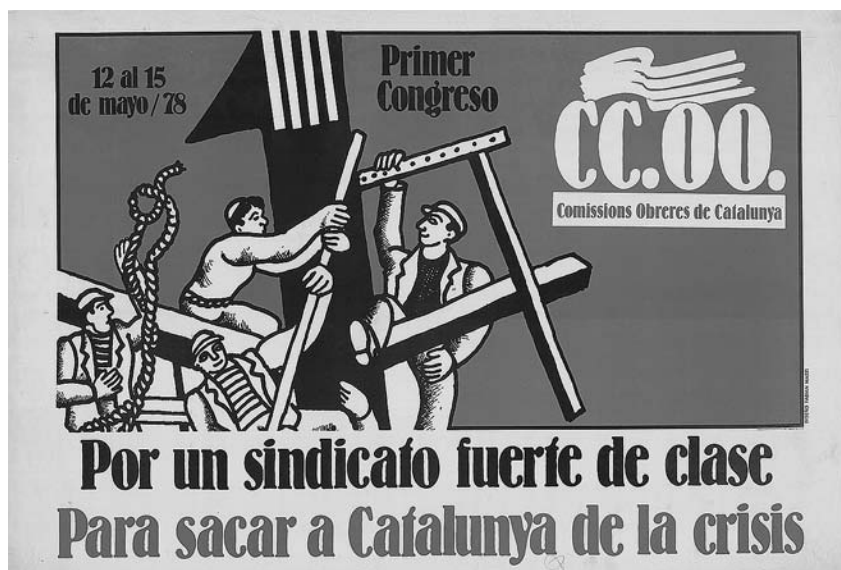 12 al 15
de mayo / 78
Primer
Congreso
CC.OO.
Comissions Obreres de Catalunya
Por un sindicato fuerte de clase
Para sacar a Catalunya de la crisis